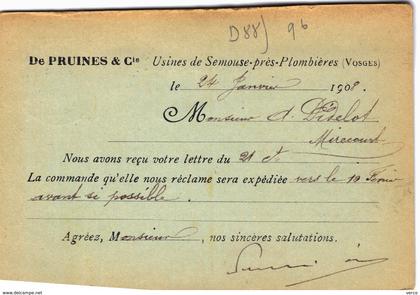 D88) 96
De PRUINES & Cie Usines de Semouse-près-Plombières (VOSGES)
le 24 Janvier 1908.
Monsieur A. Didelot
Mirecourt
Nous avons reçu votre lettre du 21 Ct.
La commande qu'elle nous réclame sera expédiée vers le 10 Février
avant si possible.
Agréez, Monsieur, nos sincères salutations.